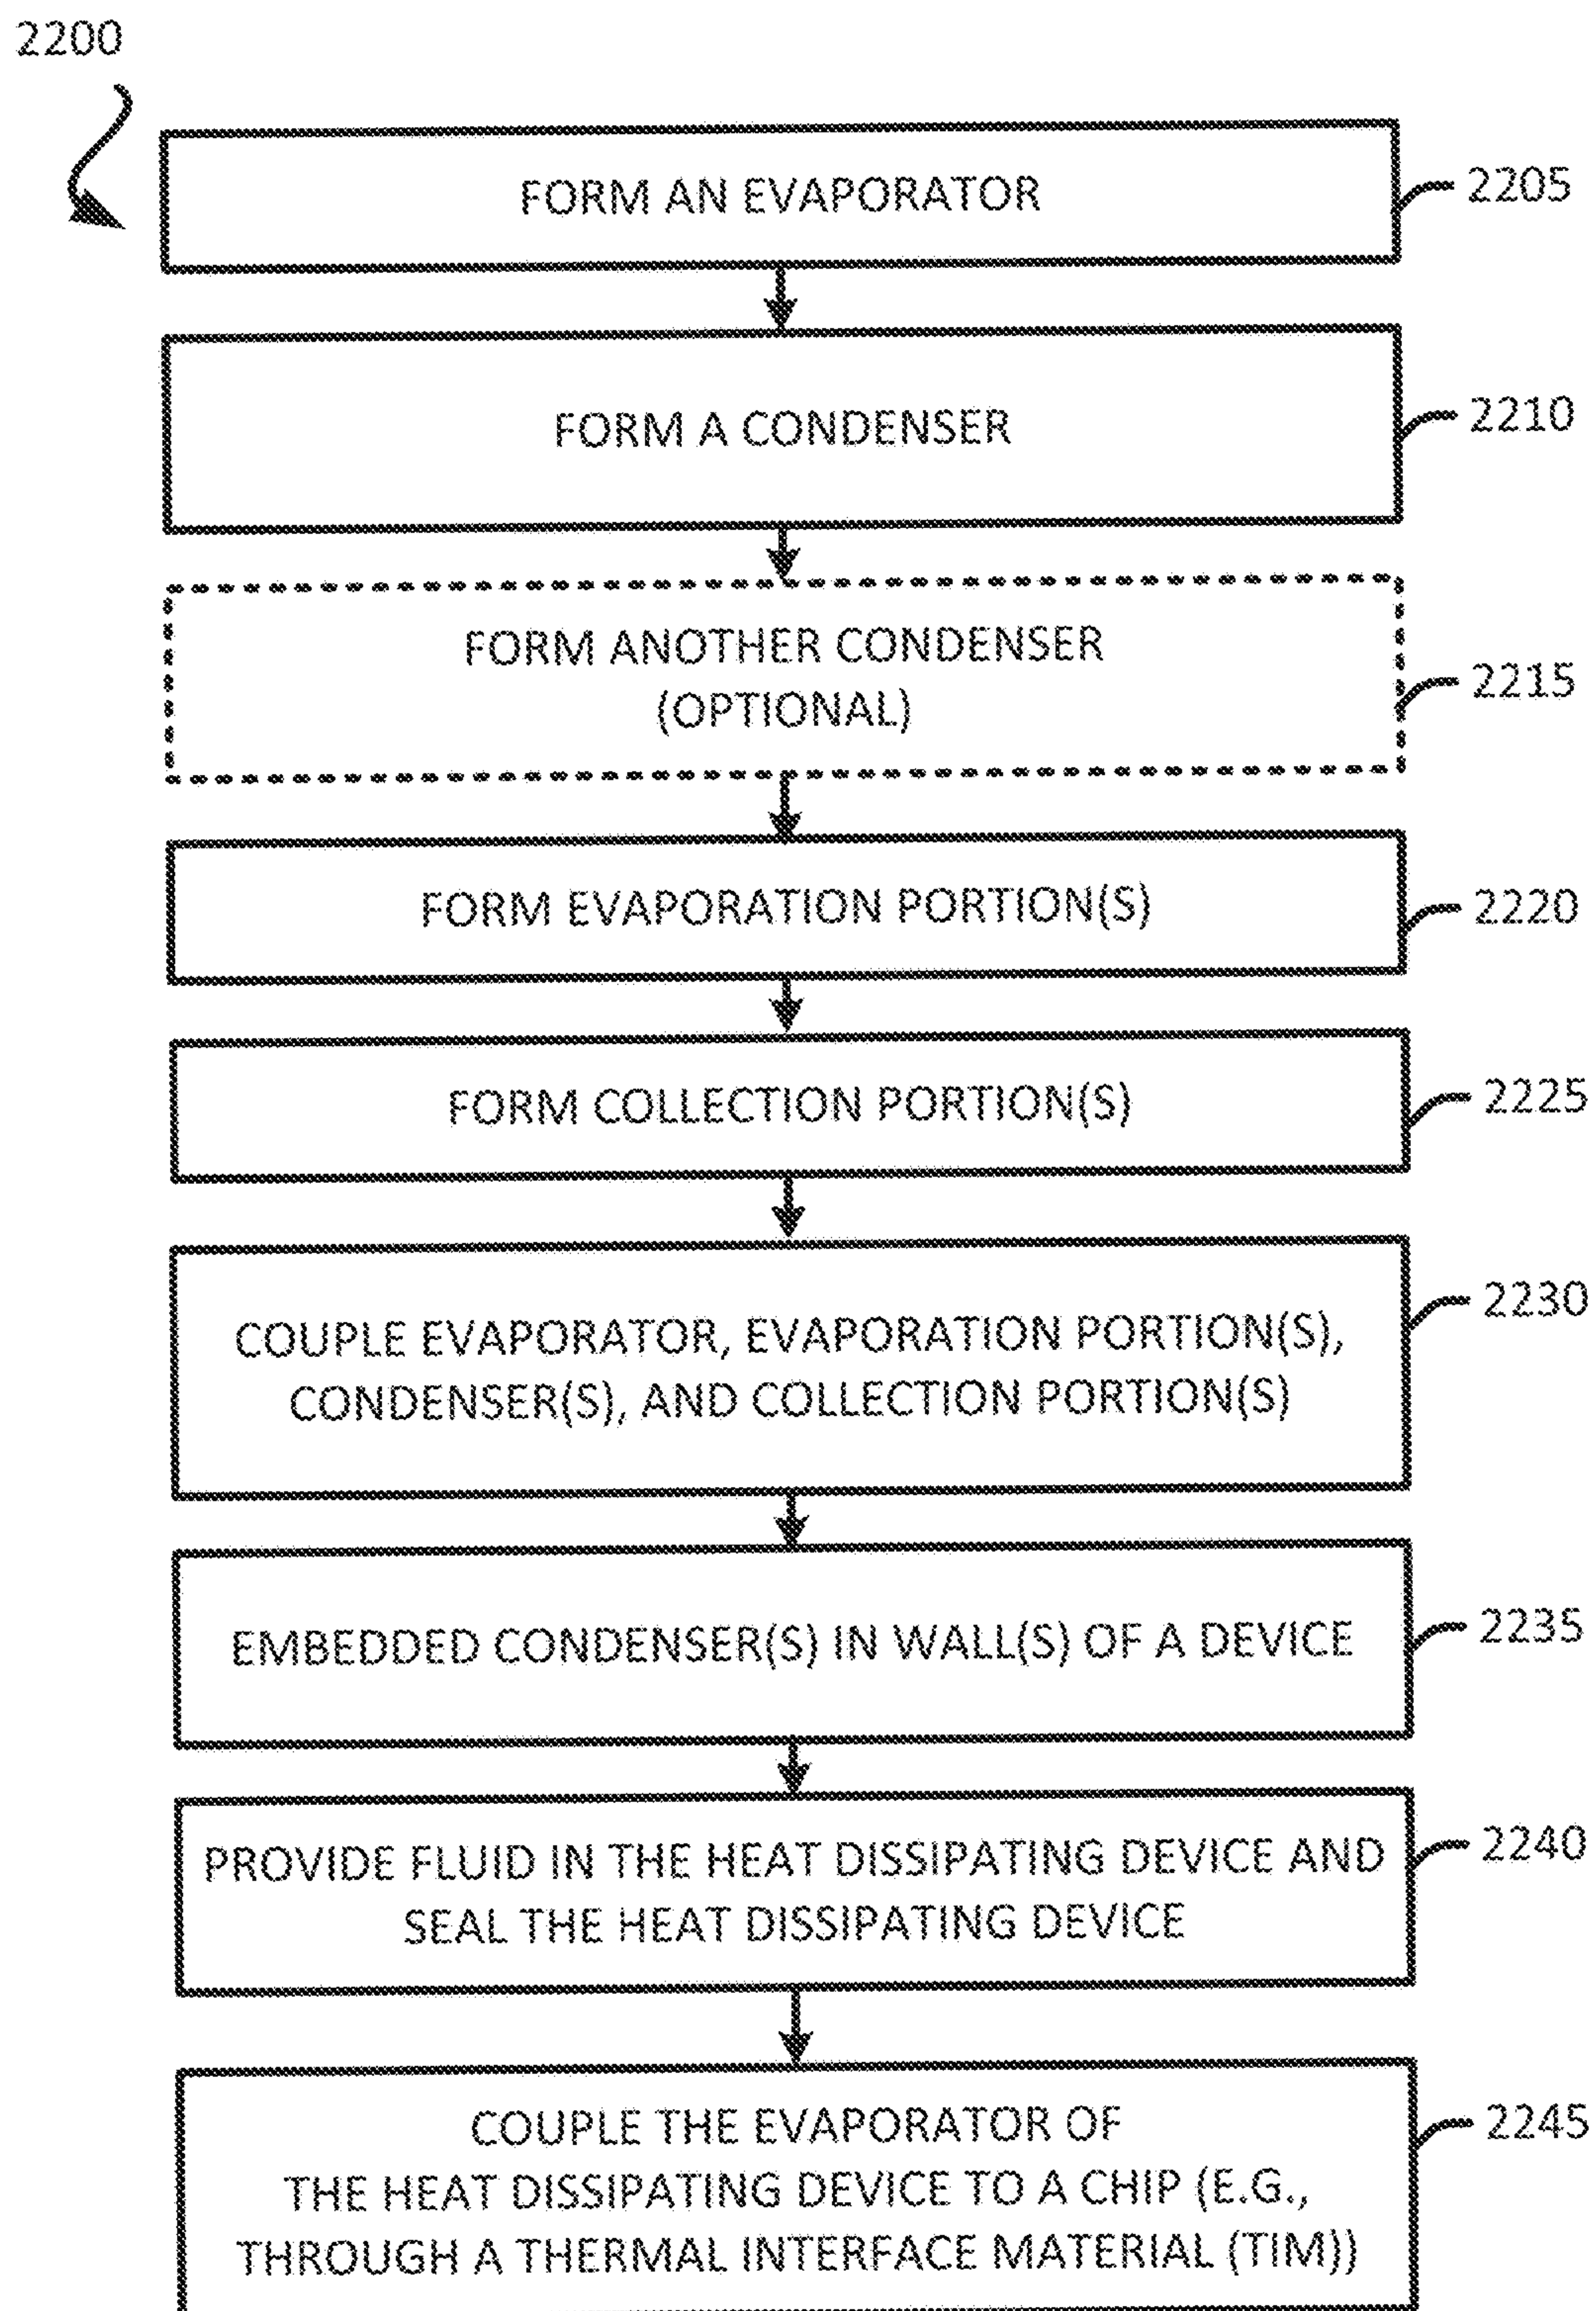 2200
FORM AN EVAPORATOR
2205
FORM A CONDENSER
2210
FORM ANOTHER CONDENSER
(OPTIONAL)
2215
FORM EVAPORATION PORTION(S)
2220
FORM COLLECTION PORTION(S)
2225
COUPLE EVAPORATOR, EVAPORATION PORTION(S),
CONDENSER(S), AND COLLECTION PORTION(S)
2230
EMBEDDED CONDENSER(S) IN WALL(S) OF A DEVICE
2235
PROVIDE FLUID IN THE HEAT DISSIPATING DEVICE AND
SEAL THE HEAT DISSIPATING DEVICE
2240
COUPLE THE EVAPORATOR OF
THE HEAT DISSIPATING DEVICE TO A CHIP (E.G.,
THROUGH A THERMAL INTERFACE MATERIAL (TIM))
2245